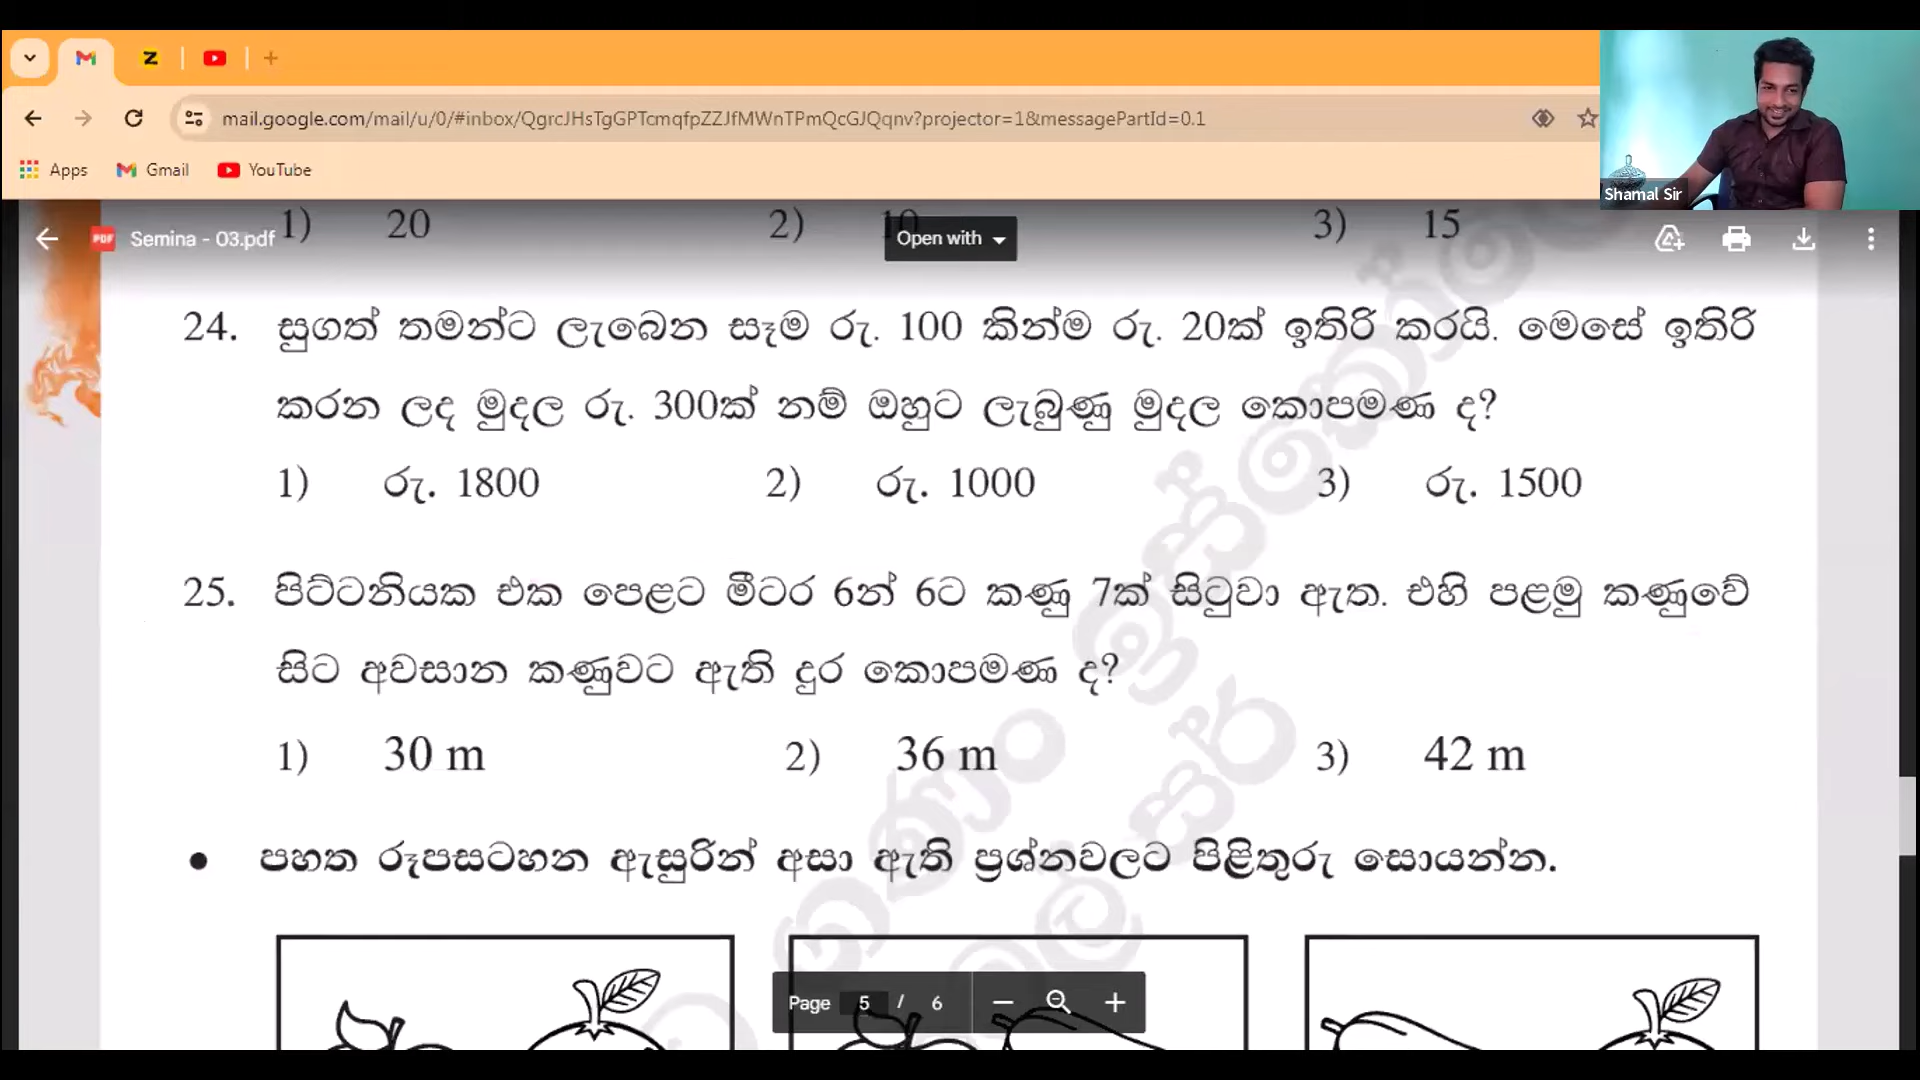 mail.google.com/mail/u/0/#inbox/QgrcJHsTgGPTcmqfpZZJfMWnTPmQcGJQqnv?projector=1&messagePartId=0.1
Apps Gmail YouTube
Shamal Sir
1) 20 2) 10 3) 15
Semina - 03.pdf
Open with
24. සුගත් තමන්ට ලැබෙන සෑම රු. 100 කින්ම රු. 20ක් ඉතිරි කරයි. මෙසේ ඉතිරි
කරන ලද මුදල රු. 300ක් නම් ඔහුට ලැබුණු මුදල කොපමණ ද?
1) රු. 1800 2) රු. 1000 3) රු. 1500
25. පිට්ටනියක එක පෙළට මීටර 6න් 6ට කණු 7ක් සිටුවා ඇත. එහි පළමු කණුවේ
සිට අවසාන කණුවට ඇති දුර කොපමණ ද?
1) 30 m 2) 36 m 3) 42 m
● පහත රූපසටහන ඇසුරින් අසා ඇති ප්‍රශ්නවලට පිළිතුරු සොයන්න.
Page 5 / 6